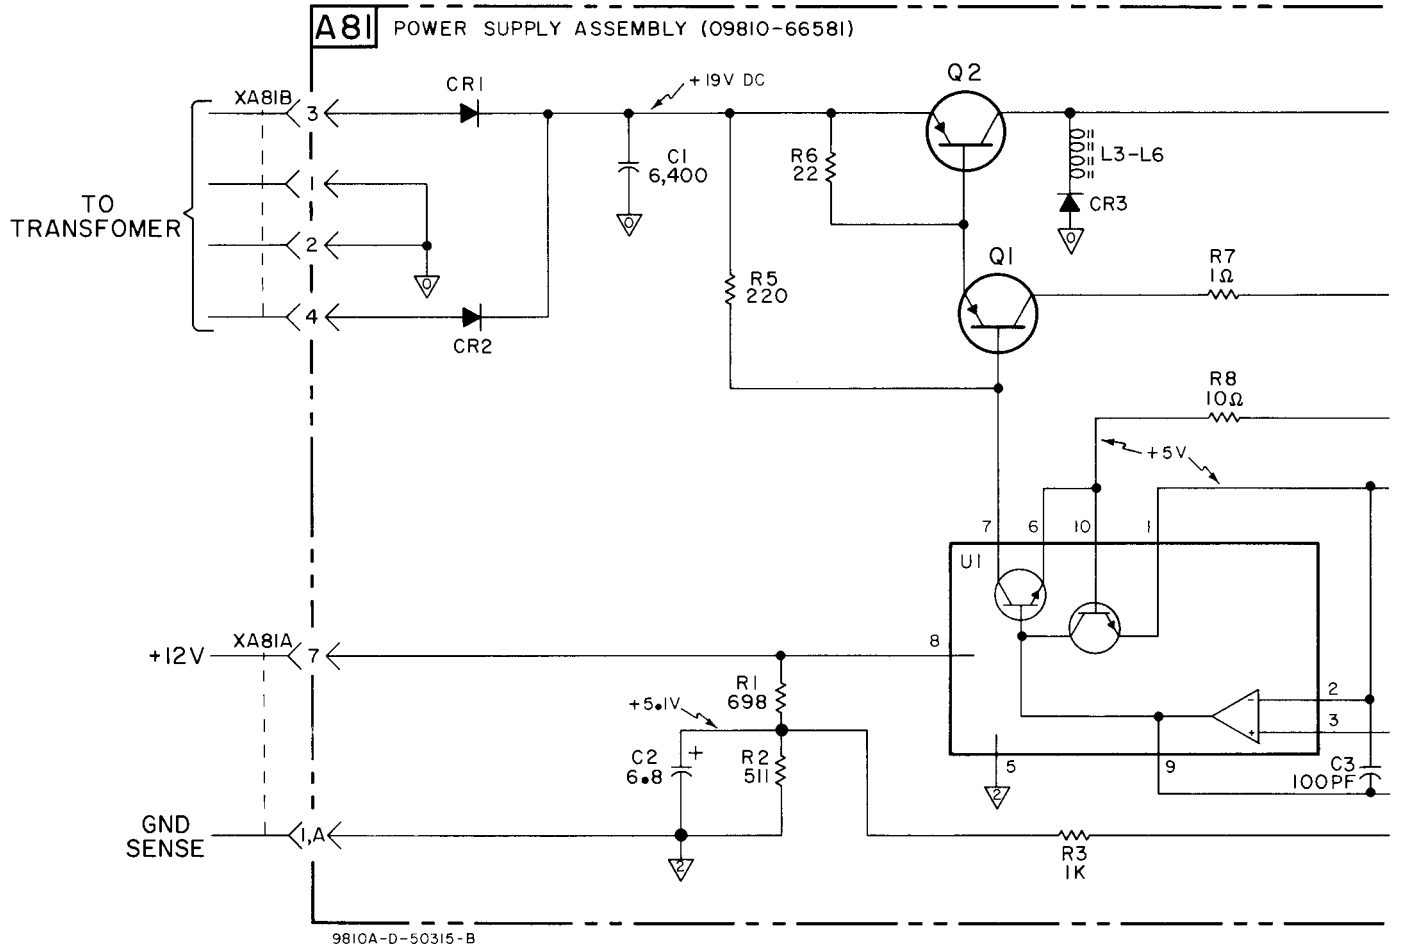 A81 POWER SUPPLY ASSEMBLY (09810-66581)
Q2
CR1
+19V DC
XA81B
3
C1
6,400
R6
22
L3-L6
CR3
0
0
1
TO
TRANSFOMER
2
0
Q1
R7
1Ω
R5
220
4
CR2
R8
10Ω
+5V
7 6 10 1
U1
8
+12V
XA81A
7
R1
698
+5.1V
2
3
C2
6.8
+
R2
511
-
+
5
9
C3
100PF
2
GND
SENSE
1,A
2
R3
1K
9810A-D-50315-B